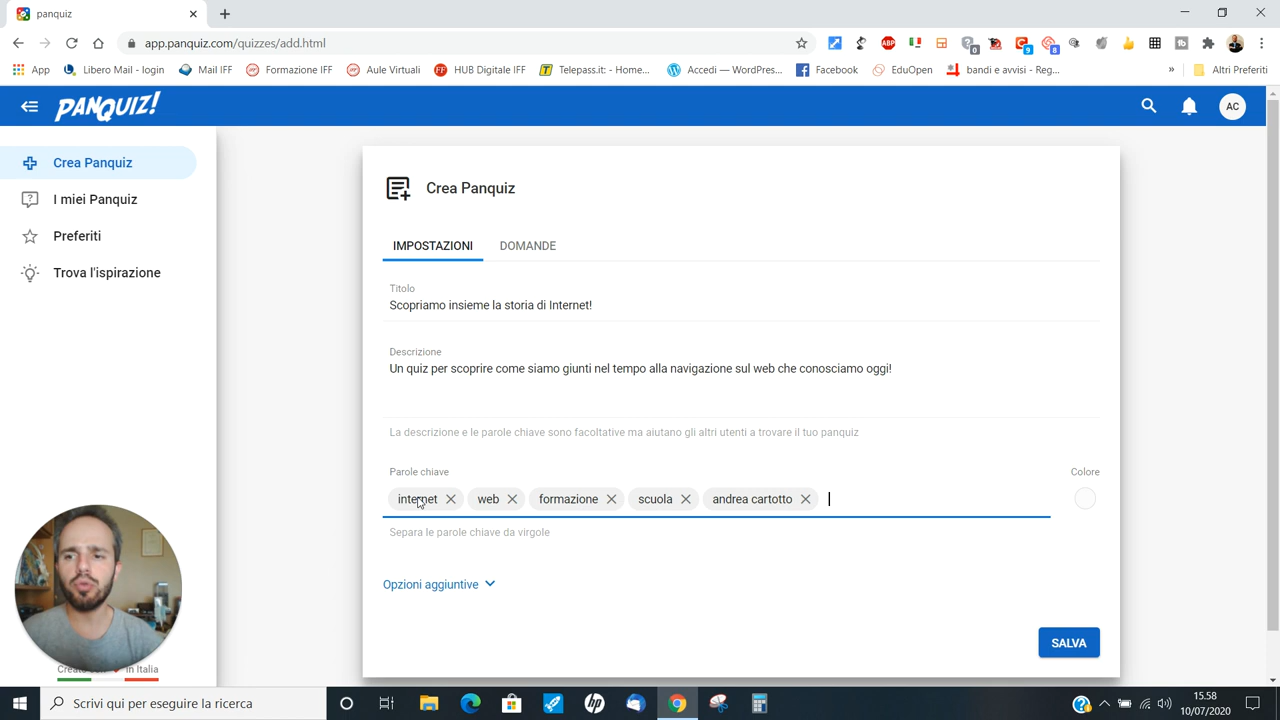 panquiz
app.panquiz.com/quizzes/add.html
ABP
0
9
8
App
Libero Mail - login
Mail IFF
Formazione IFF
Aule Virtuali
HUB Digitale IFF
Telepass.it: - Home...
Accedi — WordPres...
Facebook
EduOpen
bandi e avvisi - Reg...
»
Altri Preferiti
PANQUIZ!
AC
Crea Panquiz
I miei Panquiz
Preferiti
Trova l'ispirazione
Crea Panquiz
IMPOSTAZIONI DOMANDE
Titolo
Scopriamo insieme la storia di Internet!
Descrizione
Un quiz per scoprire come siamo giunti nel tempo alla navigazione sul web che conosciamo oggi!
La descrizione e le parole chiave sono facoltative ma aiutano gli altri utenti a trovare il tuo panquiz
Parole chiave
Colore
internet web formazione scuola andrea cartotto
Separa le parole chiave da virgole
Opzioni aggiuntive
SALVA
in Italia
Scrivi qui per eseguire la ricerca
hp
15.58
10/07/2020